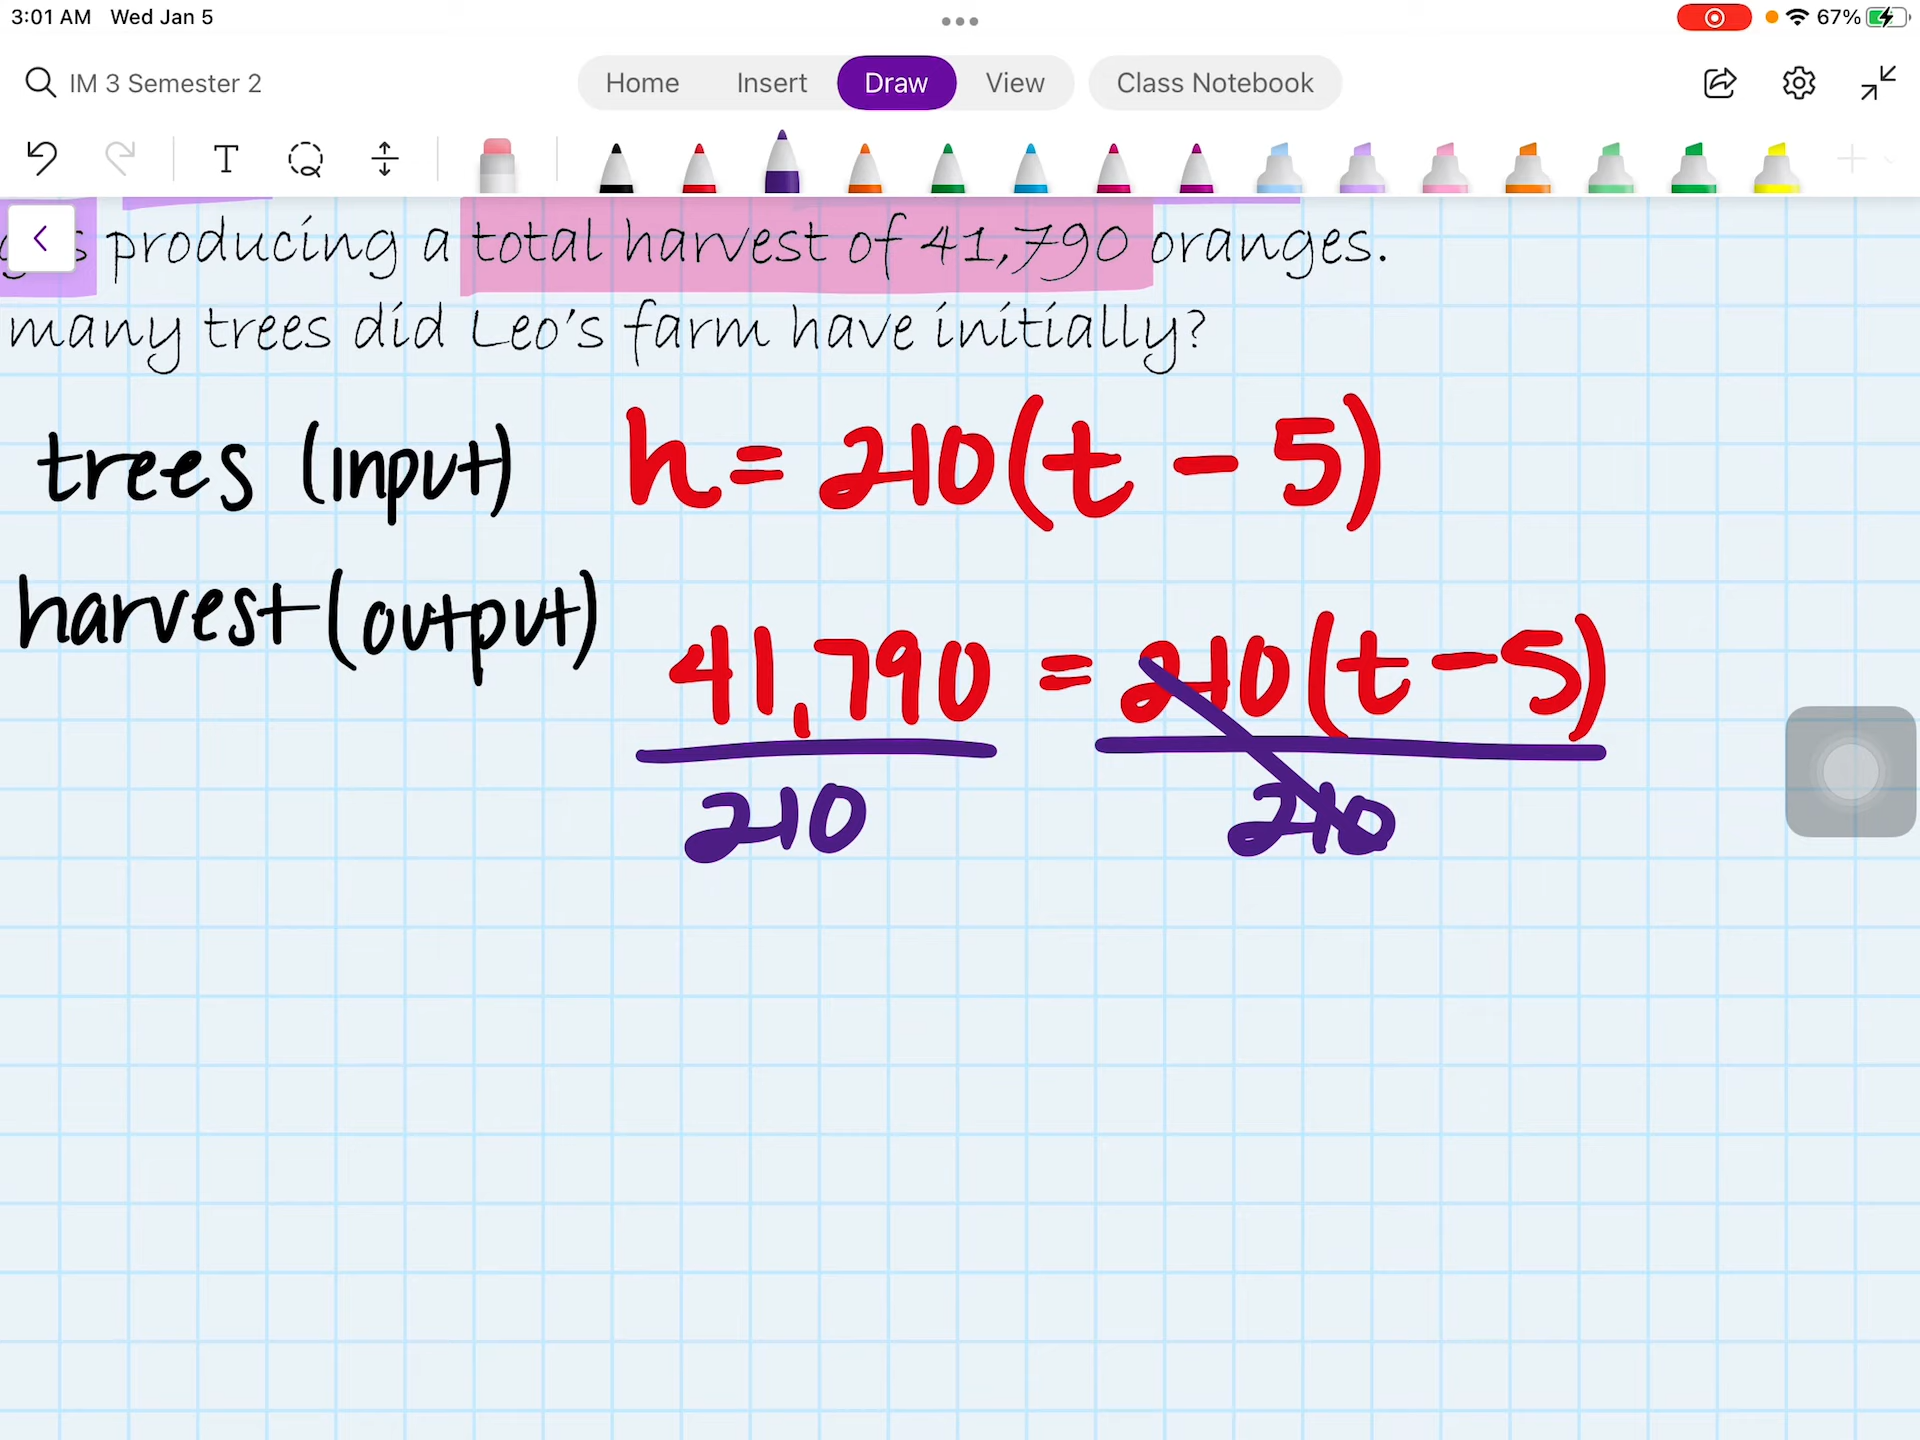 3:01 AM Wed Jan 5
67%
IM 3 Semester 2
Home Insert Draw View Class Notebook
T
producing a total harvest of 41,790 oranges.
many trees did Leo's farm have initially?
trees (input) h = 210(t - 5)
harvest (output)
41,790 = 210(t - 5)
210 210